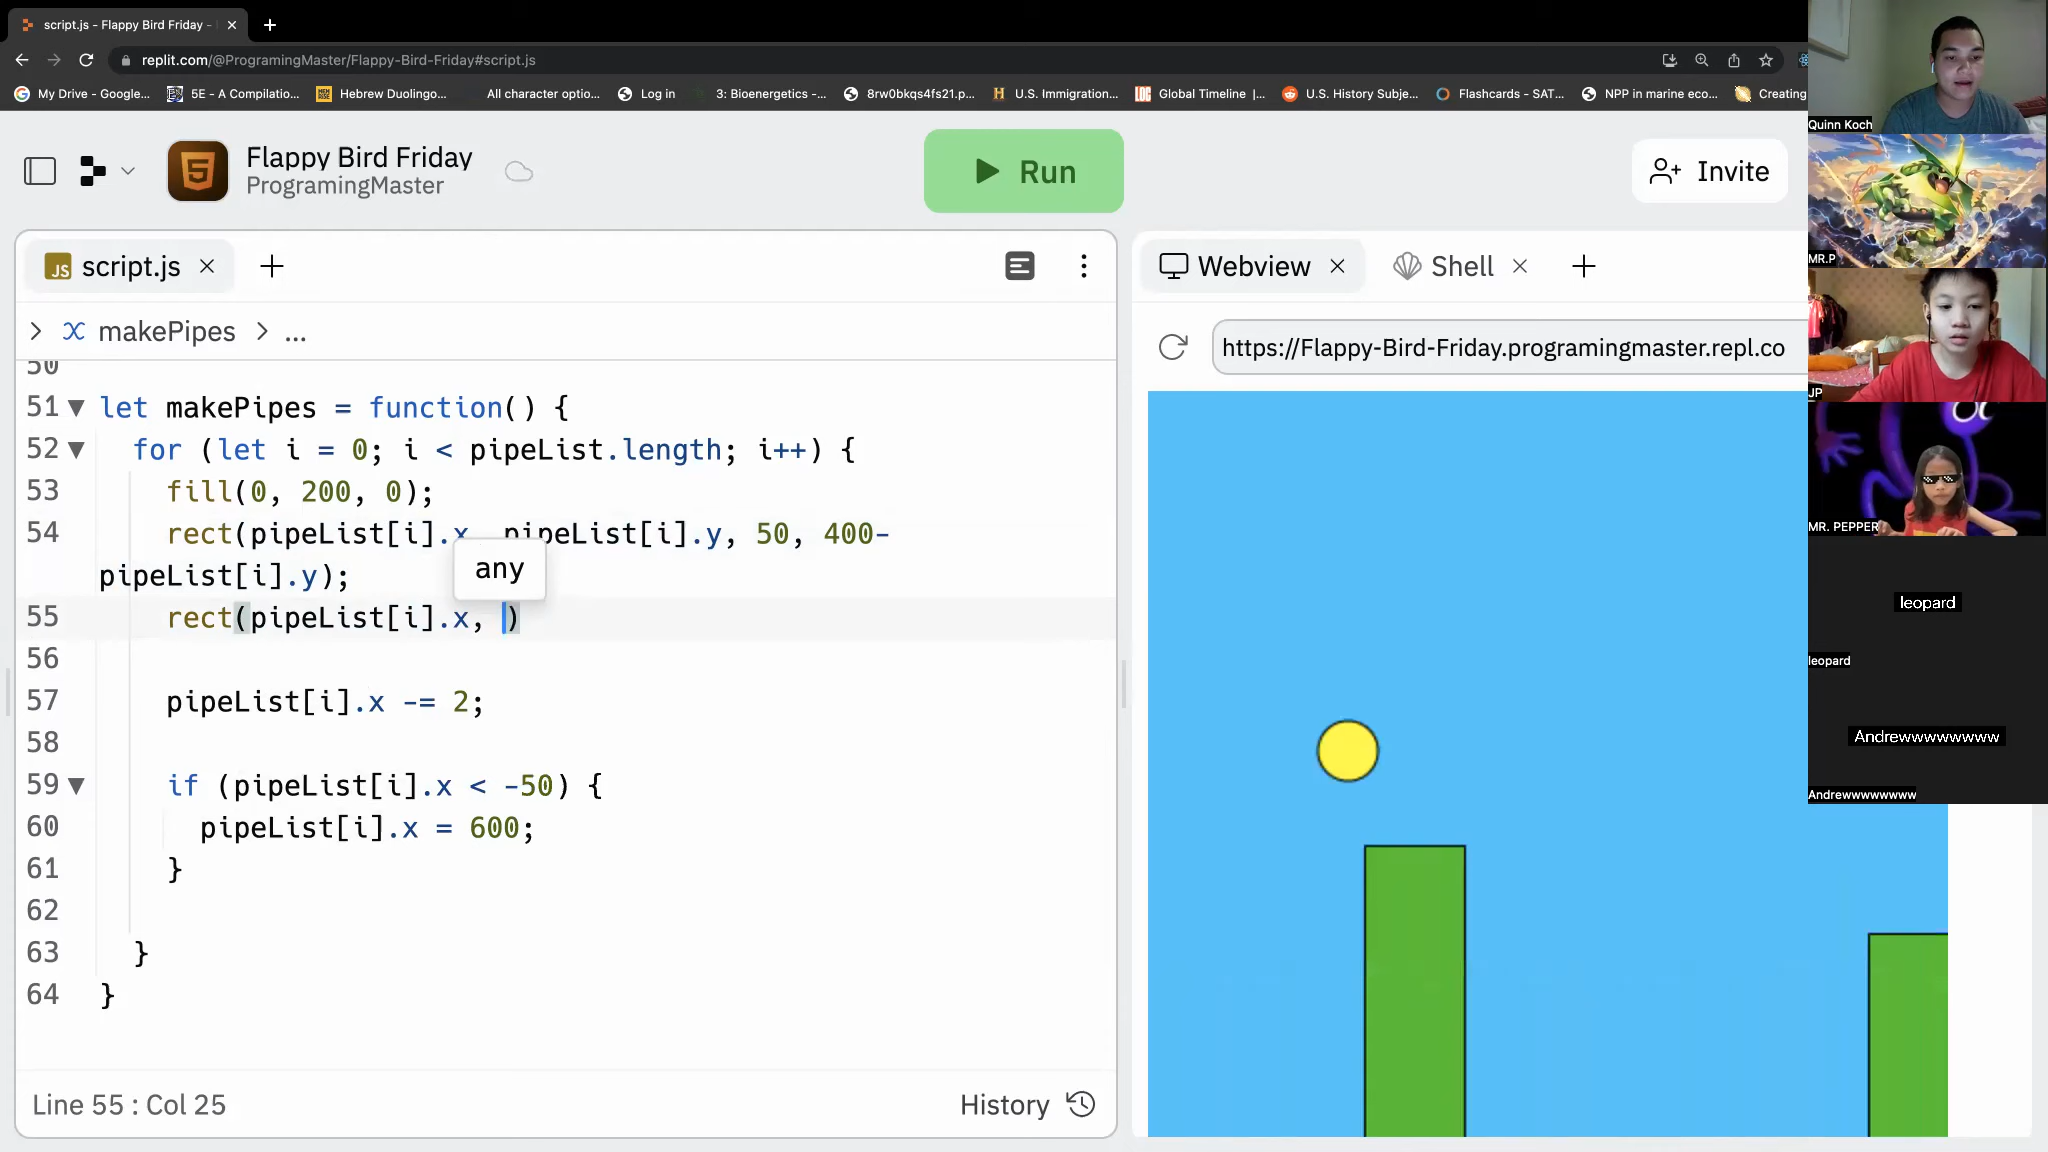 script.js - Flappy Bird Friday -
replit.com/@ProgramingMaster/Flappy-Bird-Friday#script.js
My Drive - Google...
5E - A Compilatio...
Hebrew Duolingo...
All character optio...
Log in
3: Bioenergetics -...
8rw0bkqs4fs21.p...
U.S. Immigration...
Global Timeline |...
U.S. History Subje...
Flashcards - SAT...
NPP in marine eco...
Creating
Quinn Koch
Flappy Bird Friday
ProgramingMaster
Run
Invite
MR.P
JS script.js
Webview
Shell
makePipes > ...
https://Flappy-Bird-Friday.programingmaster.repl.co
JP
50
51 let makePipes = function() {
52 for (let i = 0; i < pipeList.length; i++) {
53 fill(0, 200, 0);
54 rect(pipeList[i].x, pipeList[i].y, 50, 400-
pipeList[i].y);
any
55 rect(pipeList[i].x, )
56
57 pipeList[i].x -= 2;
58
59 if (pipeList[i].x < -50) {
60 pipeList[i].x = 600;
61 }
62
63 }
64 }
MR. PEPPER
leopard
leopard
Andrewwwwwwwww
Andrewwwwwwwww
Line 55 : Col 25
History